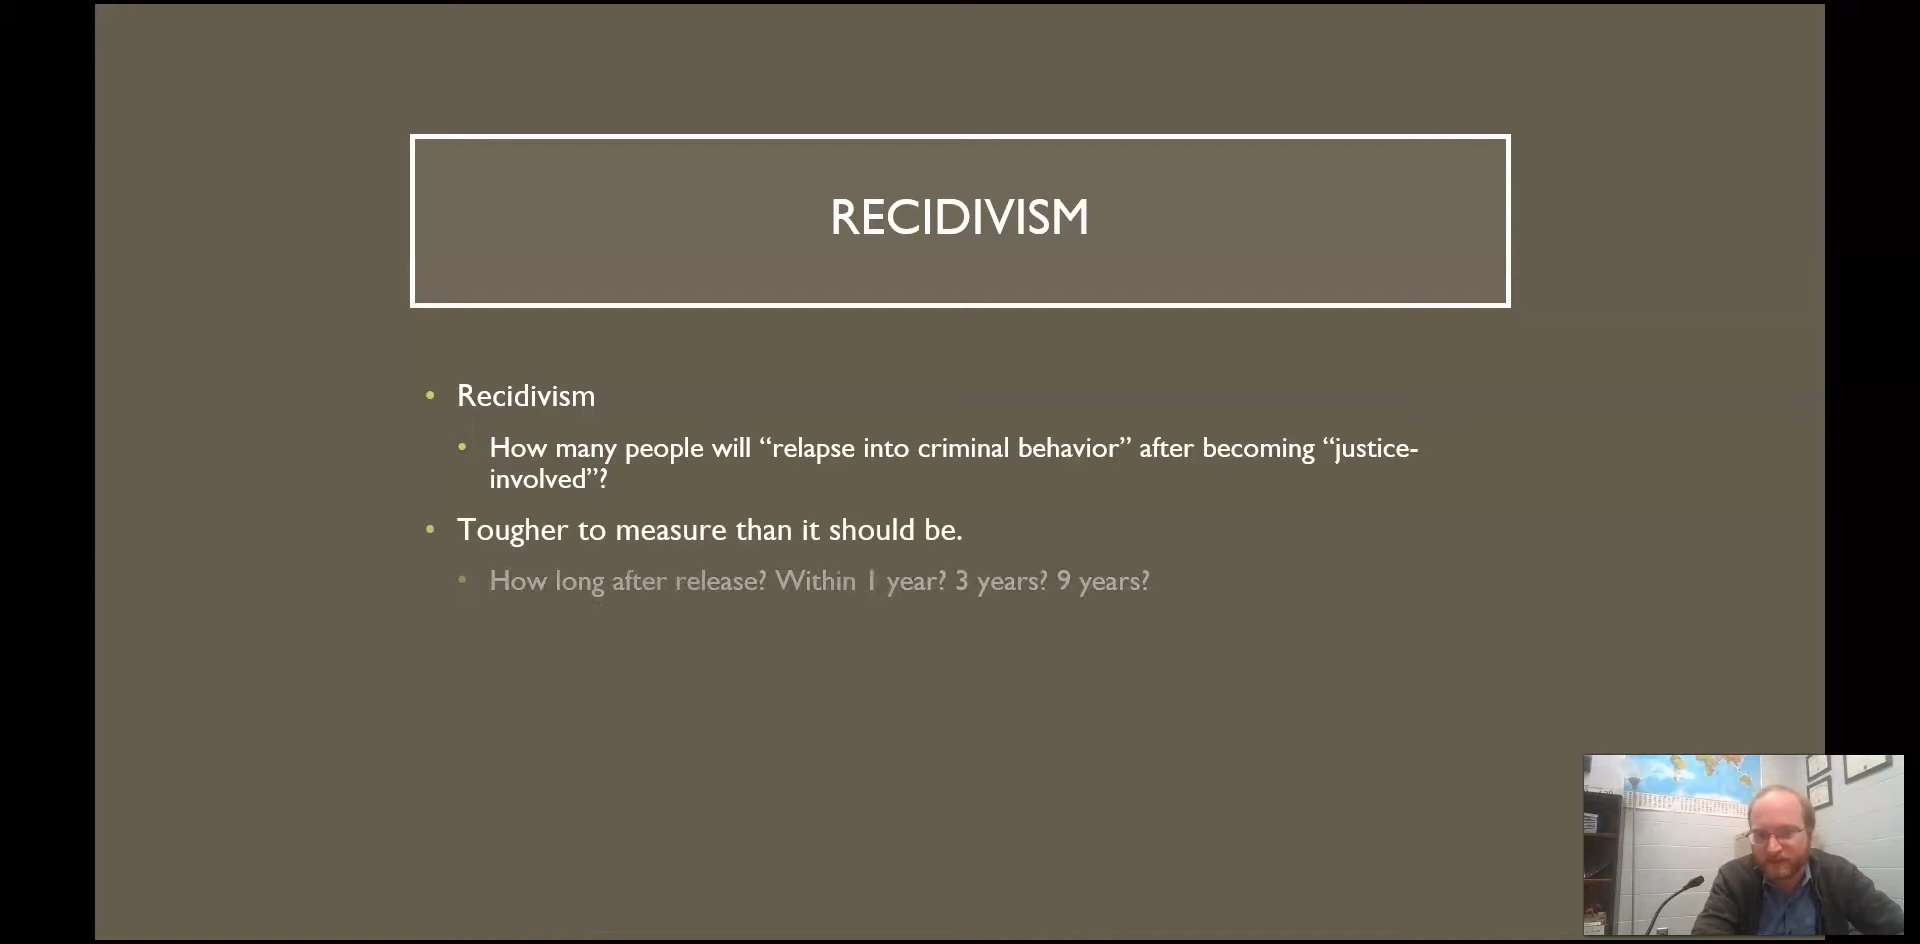 RECIDIVISM
• Recidivism
• How many people will “relapse into criminal behavior” after becoming “justice-
involved”?
• Tougher to measure than it should be.
• How long after release? Within 1 year? 3 years? 9 years?